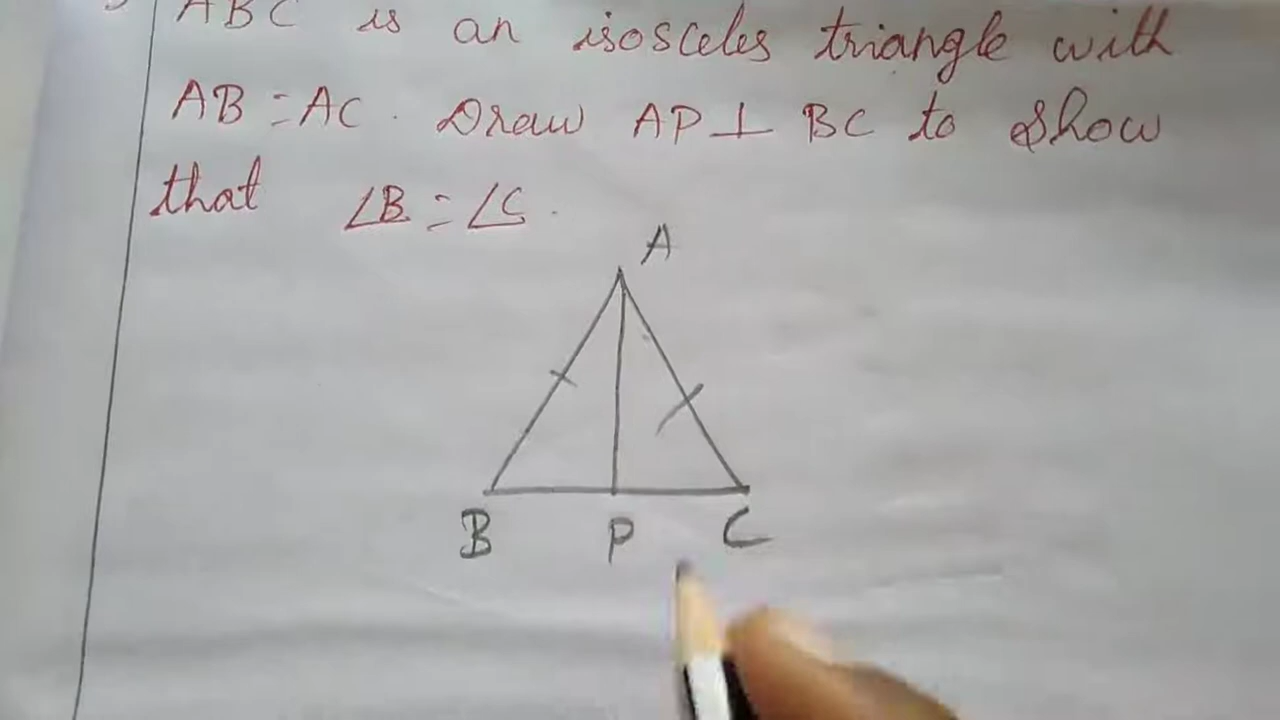 ABC is an isosceles triangle with
AB = AC. Draw AP ⊥ BC to Show
that ∠B = ∠C.
A
B P C